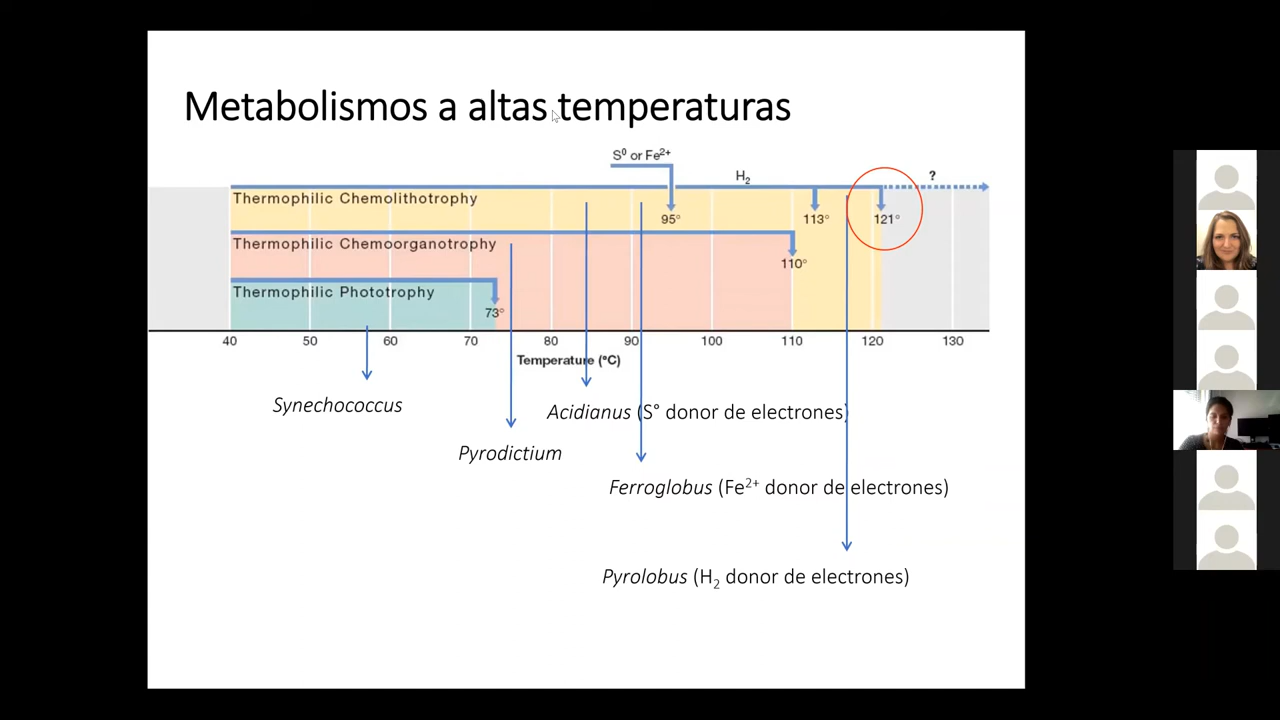 Metabolismos a altas temperaturas
S⁰ or Fe²⁺
H₂
?
Thermophilic Chemolithotrophy
95°
113°
121°
Thermophilic Chemoorganotrophy
110°
Thermophilic Phototrophy
73°
40 50 60 70 80 90 100 110 120 130
Temperature (°C)
Synechococcus
Acidianus (S° donor de electrones)
Pyrodictium
Ferroglobus (Fe²⁺ donor de electrones)
Pyrolobus (H₂ donor de electrones)